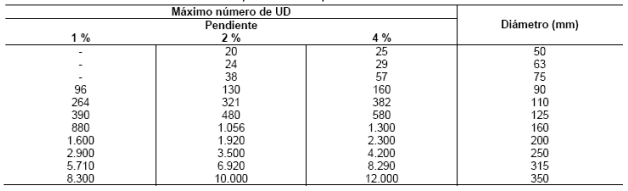 Máximo número de UD
Pendiente Diámetro (mm)
1 % 2 % 4 %
- 20 25 50
- 24 29 63
- 38 57 75
96 130 160 90
264 321 382 110
390 480 580 125
880 1.056 1.300 160
1.600 1.920 2.300 200
2.900 3.500 4.200 250
5.710 6.920 8.290 315
8.300 10.000 12.000 350